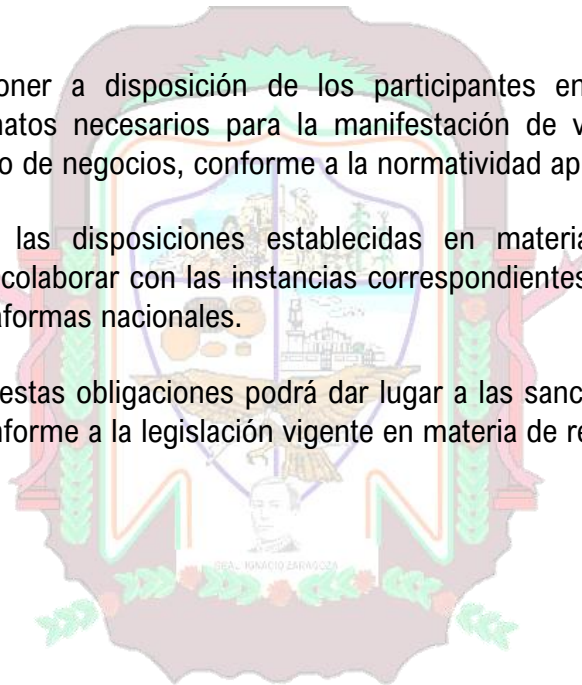 oner a disposición de los participantes en
natos necesarios para la manifestación de v
o de negocios, conforme a la normatividad ap
las disposiciones establecidas en materia
colaborar con las instancias correspondientes
aformas nacionales.
estas obligaciones podrá dar lugar a las sanc
nforme a la legislación vigente en materia de re
GRAL. IGNACIO ZARAGOZA